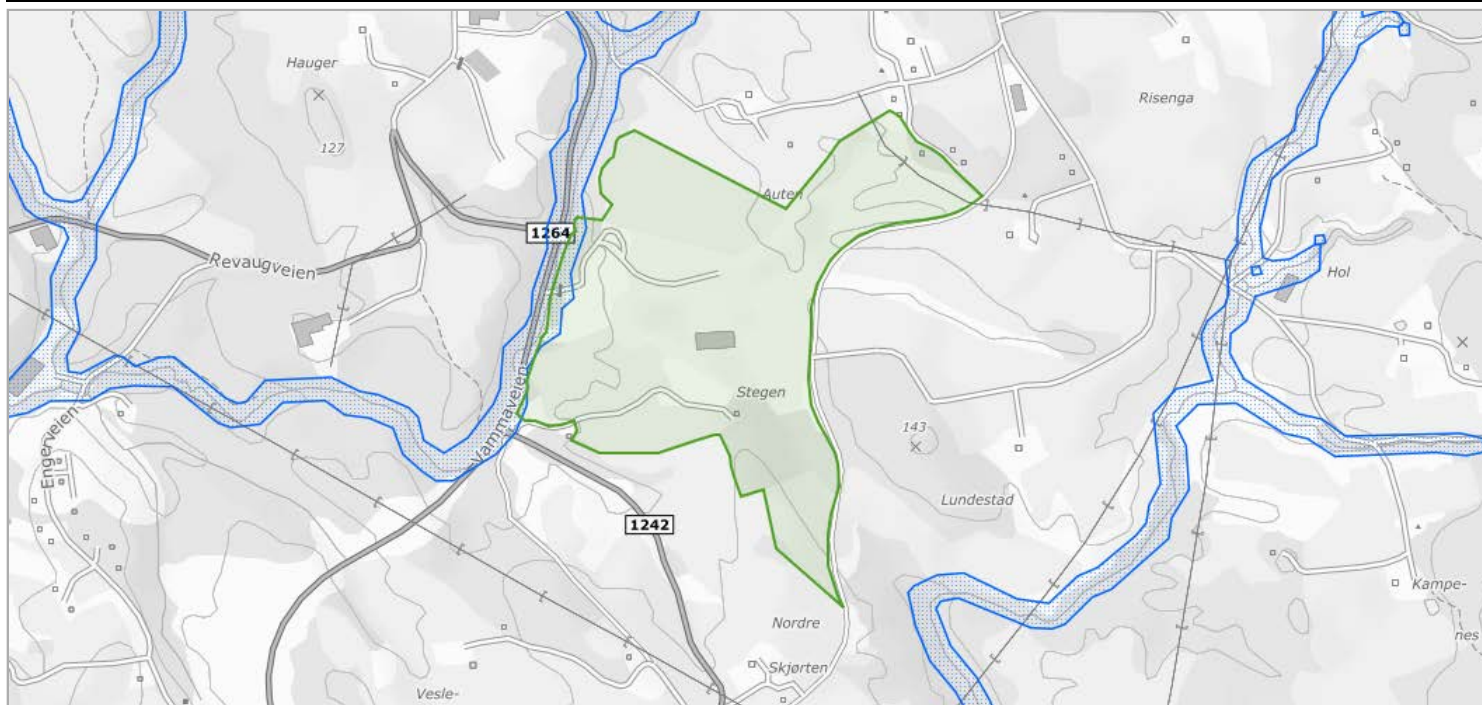 Hauger
127
Risenga
Auten
1264
Revaugveien
Hol
Stegen
Vammaveien
Engerveien
143
Lundestad
1242
Kampe-
nes
Nordre
Skjørten
Vesle-